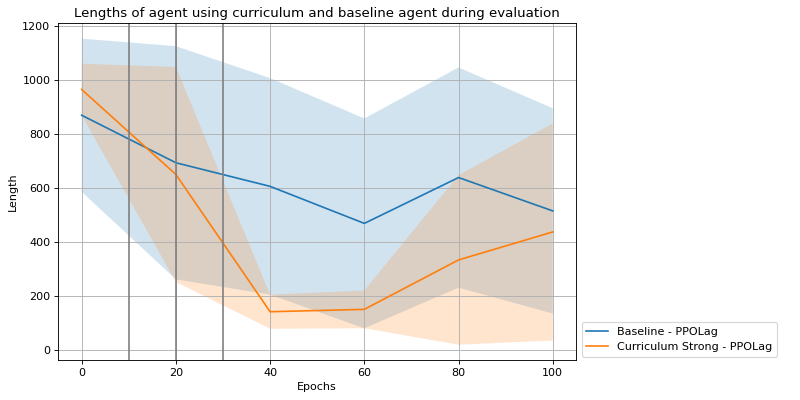 Lengths of agent using curriculum and baseline agent during evaluation
1200
1000
800
600
400
200
0
Length
0 20 40 60 80 100
Epochs
Baseline - PPOLag
Curriculum Strong - PPOLag